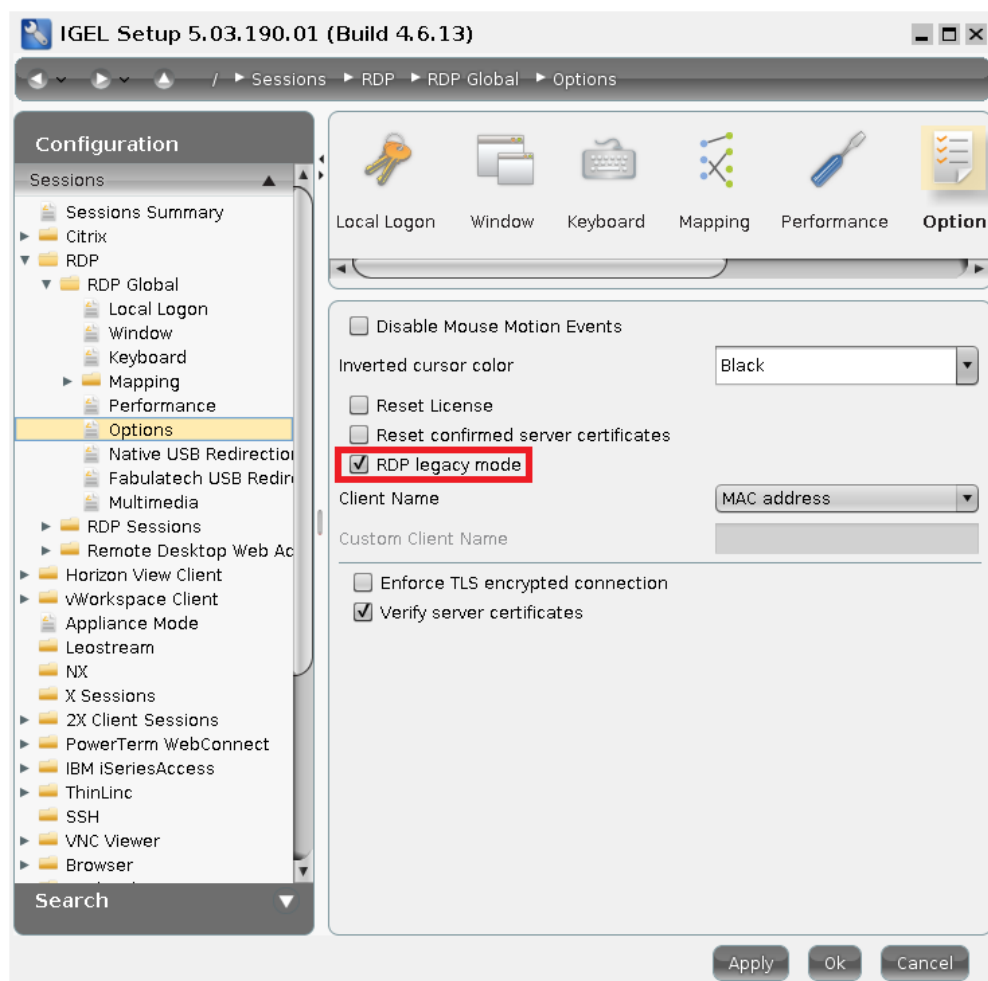 IGEL Setup 5.03.190.01 (Build 4.6.13)
/ Sessions RDP RDP Global Options
Configuration
Sessions
Sessions Summary
Citrix
RDP
RDP Global
Local Logon
Window
Keyboard
Mapping
Performance
Options
Native USB Redirection
Fabulatech USB Redir
Multimedia
RDP Sessions
Remote Desktop Web Ac
Horizon View Client
vWorkspace Client
Appliance Mode
Leostream
NX
X Sessions
2X Client Sessions
PowerTerm WebConnect
IBM iSeriesAccess
ThinLinc
SSH
VNC Viewer
Browser
Search
Local Logon Window Keyboard Mapping Performance Option
Disable Mouse Motion Events
Inverted cursor color Black
Reset License
Reset confirmed server certificates
RDP legacy mode
Client Name MAC address
Custom Client Name
Enforce TLS encrypted connection
Verify server certificates
Apply Ok Cancel